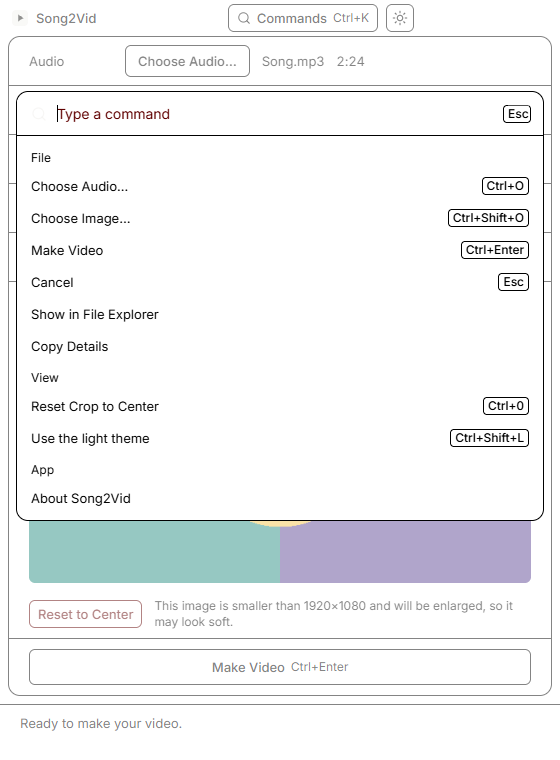 Song2Vid
Commands Ctrl+K
Audio Choose Audio... Song.mp3 2:24
Type a command Esc
File
Choose Audio... Ctrl+O
Choose Image... Ctrl+Shift+O
Make Video Ctrl+Enter
Cancel Esc
Show in File Explorer
Copy Details
View
Reset Crop to Center Ctrl+0
Use the light theme Ctrl+Shift+L
App
About Song2Vid
Reset to Center
This image is smaller than 1920×1080 and will be enlarged, so it
may look soft.
Make Video Ctrl+Enter
Ready to make your video.